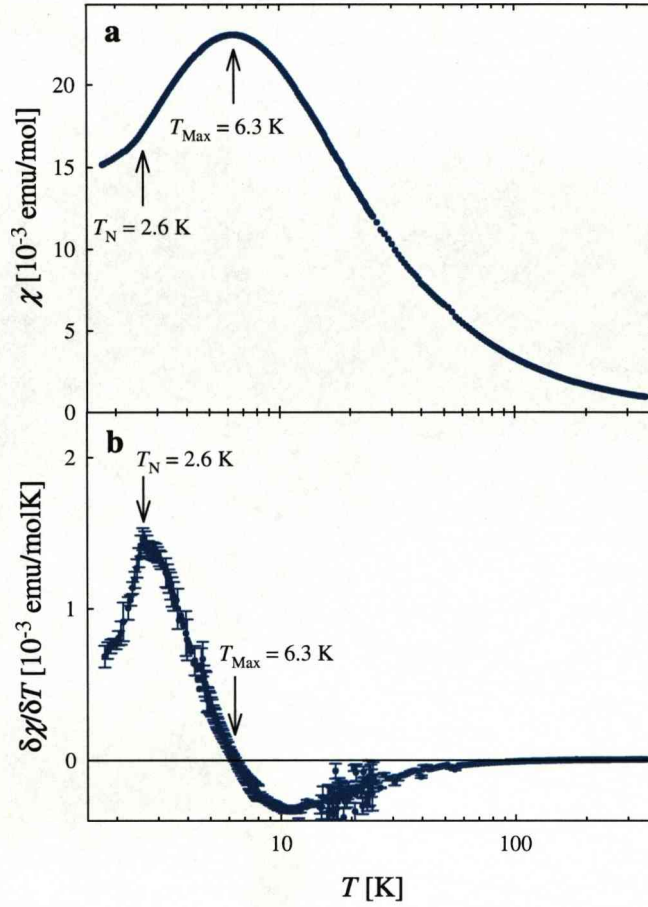 a
20
15
10
5
0
χ [10⁻³ emu/mol]
T_Max = 6.3 K
T_N = 2.6 K
b
2
1
0
δχ/δT [10⁻³ emu/molK]
T_N = 2.6 K
T_Max = 6.3 K
10
100
T [K]